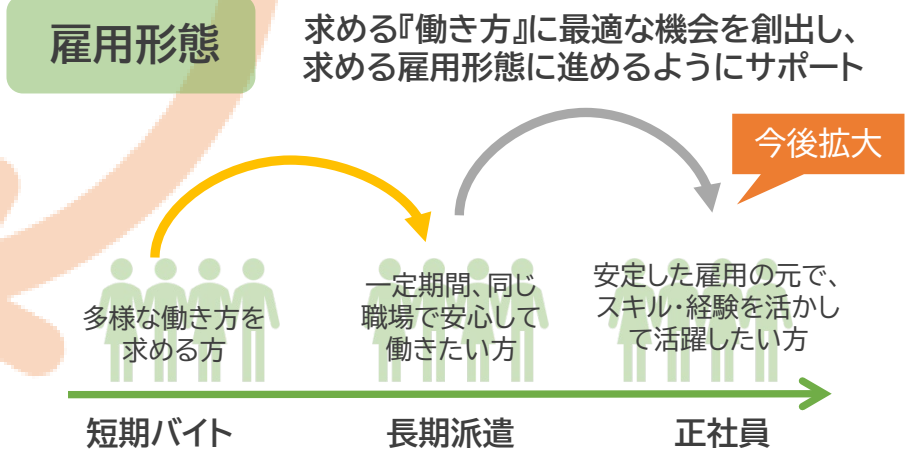 雇用形態
求める『働き方』に最適な機会を創出し、
求める雇用形態に進めるようにサポート
今後拡大
多様な働き方を
求める方
一定期間、同じ
職場で安心して
働きたい方
安定した雇用の元で、
スキル・経験を活かし
て活躍したい方
短期バイト
長期派遣
正社員